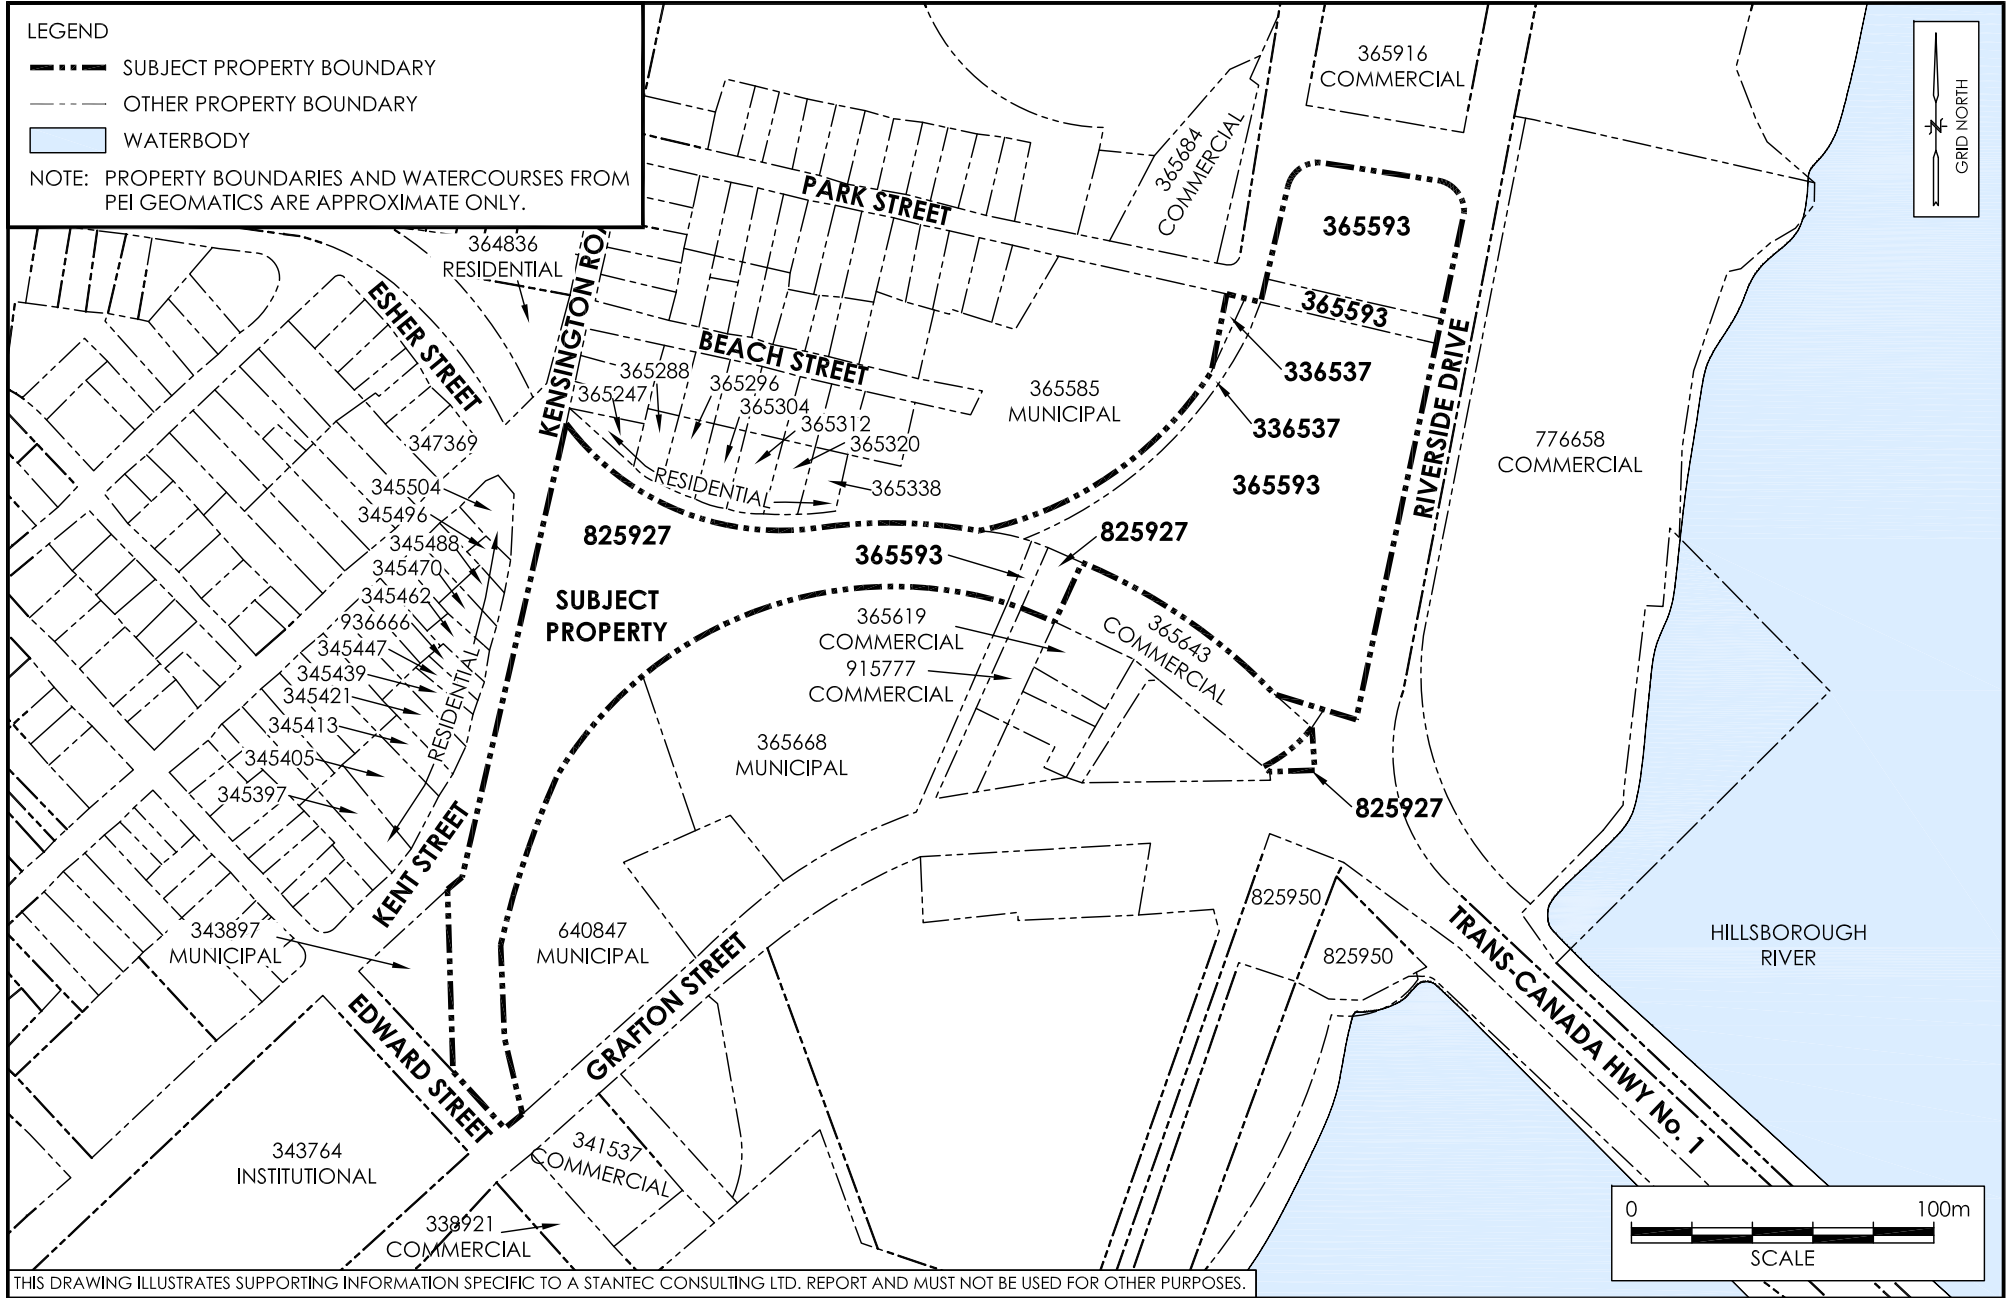 LEGEND
SUBJECT PROPERTY BOUNDARY
OTHER PROPERTY BOUNDARY
WATERBODY
NOTE: PROPERTY BOUNDARIES AND WATERCOURSES FROM
PEI GEOMATICS ARE APPROXIMATE ONLY.
365916
COMMERCIAL
GRID NORTH
N
365684
COMMERCIAL
PARK STREET
364836
RESIDENTIAL
KENSINGTON ROA
ESHER STREET
365593
365593
336537
336537
365593
BEACH STREET
365288
365247
365296
365304
365312
365320
365338
RESIDENTIAL
365585
MUNICIPAL
RIVERSIDE DRIVE
776658
COMMERCIAL
347369
345504
345496
345488
345470
345462
936666
345447
345439
345421
345413
345405
345397
RESIDENTIAL
825927
SUBJECT
PROPERTY
365593
825927
365619
COMMERCIAL
915777
COMMERCIAL
365643
COMMERCIAL
365668
MUNICIPAL
825927
KENT STREET
343897
MUNICIPAL
640847
MUNICIPAL
GRAFTON STREET
EDWARD STREET
825950
825950
TRANS-CANADA HWY No. 1
HILLSBOROUGH
RIVER
343764
INSTITUTIONAL
341537
COMMERCIAL
338921
COMMERCIAL
0 100m
SCALE
THIS DRAWING ILLUSTRATES SUPPORTING INFORMATION SPECIFIC TO A STANTEC CONSULTING LTD. REPORT AND MUST NOT BE USED FOR OTHER PURPOSES.